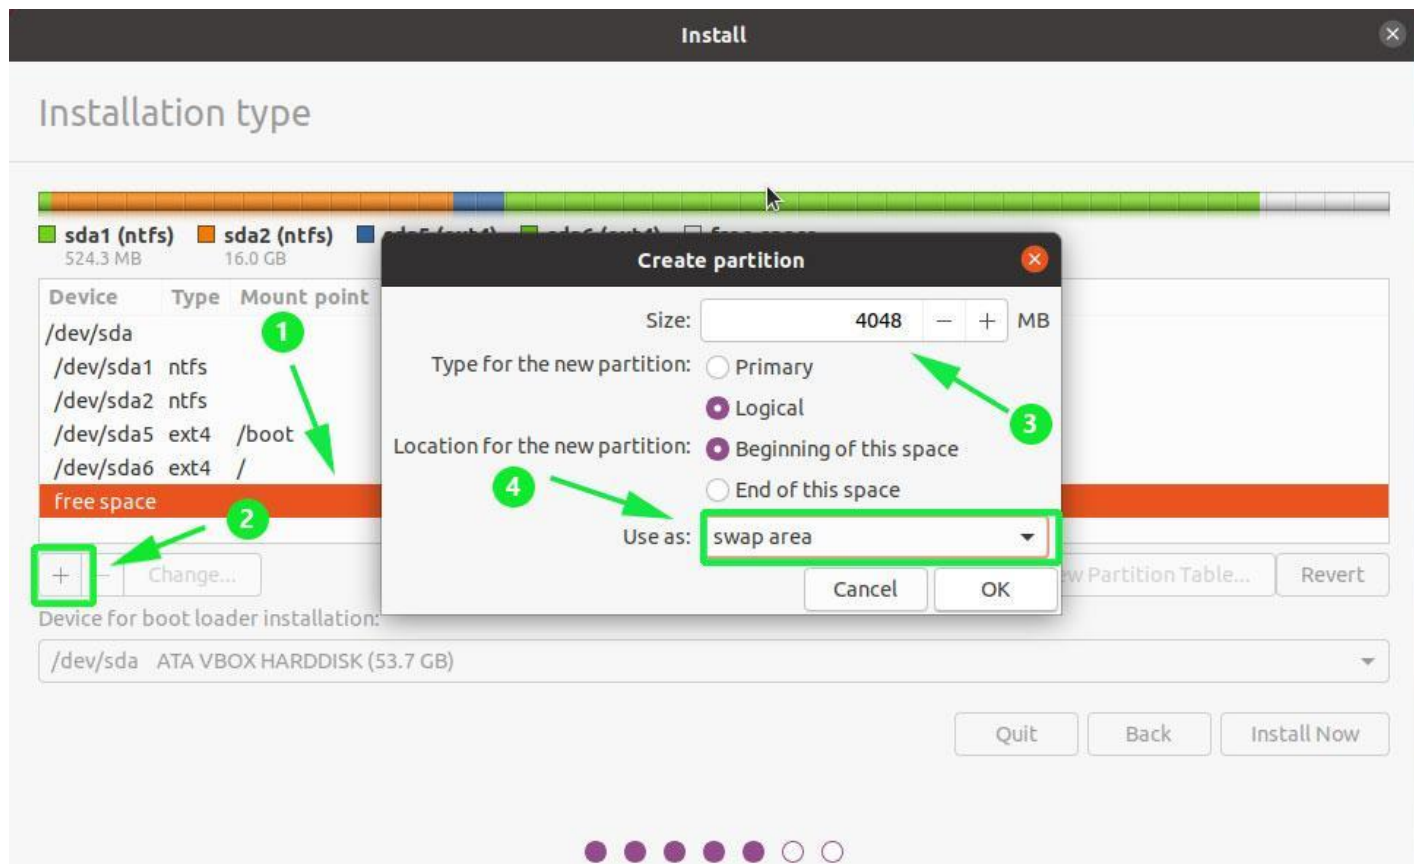 Install
Installation type
sda1 (ntfs) sda2 (ntfs)
524.3 MB 16.0 GB
Create partition
Device Type Mount point
Size: 4048 MB
/dev/sda
1
Type for the new partition: Primary
/dev/sda1 ntfs
/dev/sda2 ntfs
Logical
3
/dev/sda5 ext4 /boot
Location for the new partition: Beginning of this space
/dev/sda6 ext4 /
4
End of this space
free space
2
Use as: swap area
+ - Change...
Partition Table... Revert
Cancel OK
Device for boot loader installation:
/dev/sda ATA VBOX HARDDISK (53.7 GB)
Quit Back Install Now